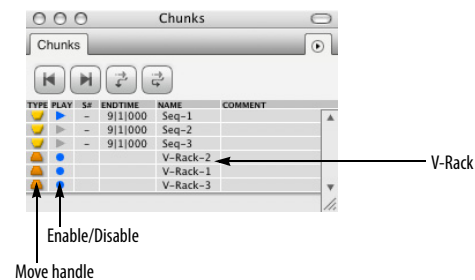 Chunks
Chunks
TYPE PLAY S# ENDTIME NAME COMMENT
- 9|1|000 Seq-1
- 9|1|000 Seq-2
- 9|1|000 Seq-3
V-Rack-2
V-Rack
V-Rack-1
V-Rack-3
Enable/Disable
Move handle